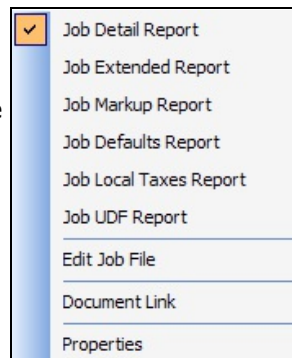 Job Detail Report
Job Extended Report
Job Markup Report
Job Defaults Report
Job Local Taxes Report
Job UDF Report
Edit Job File
Document Link
Properties